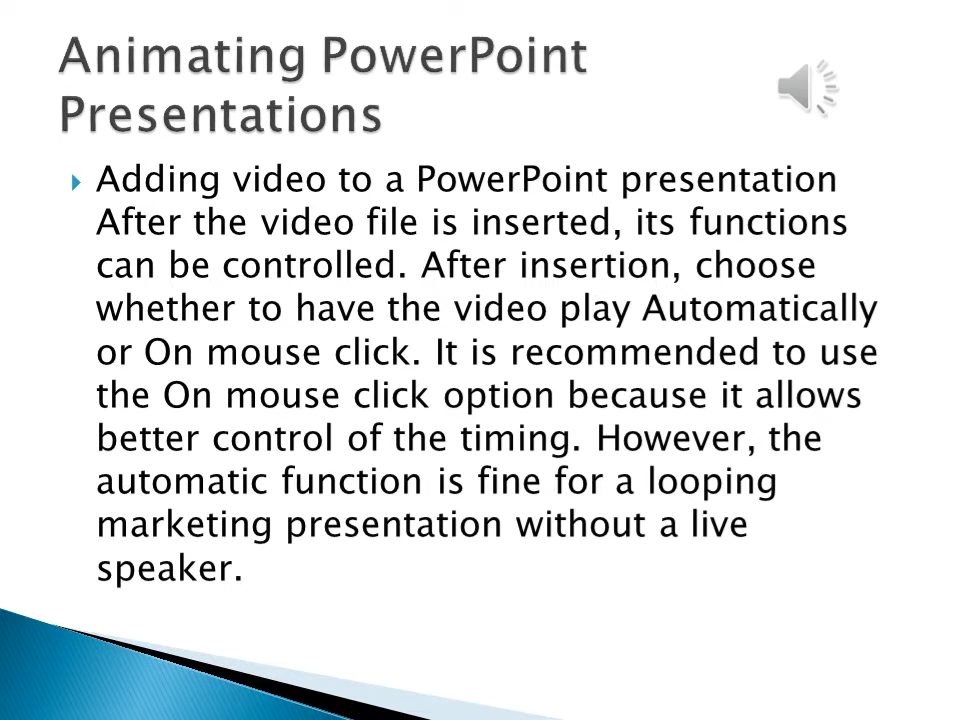 Animating PowerPoint
Presentations
Adding video to a PowerPoint presentation
After the video file is inserted, its functions
can be controlled. After insertion, choose
whether to have the video play Automatically
or On mouse click. It is recommended to use
the On mouse click option because it allows
better control of the timing. However, the
automatic function is fine for a looping
marketing presentation without a live
speaker.